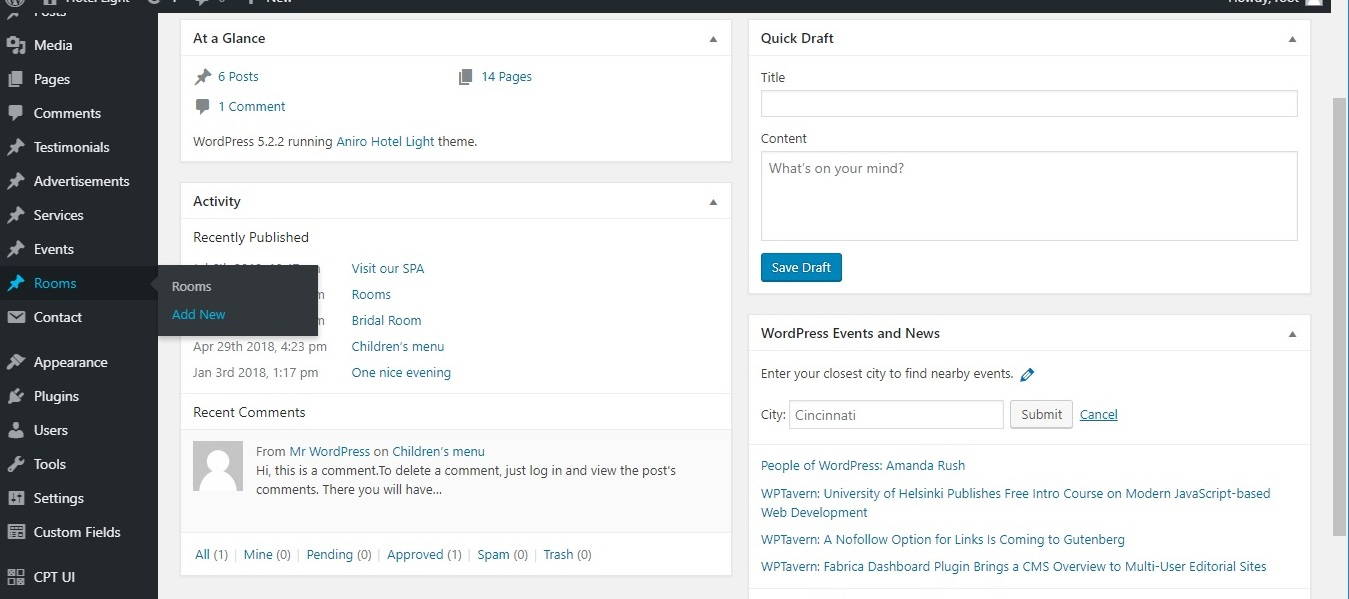 Hotel Light
New
Howdy, root
Posts
Media
Pages
Comments
Testimonials
Advertisements
Services
Events
Rooms
Contact
Appearance
Plugins
Users
Tools
Settings
Custom Fields
CPT UI
Rooms
Add New
At a Glance
6 Posts
14 Pages
1 Comment
WordPress 5.2.2 running Aniro Hotel Light theme.
Activity
Recently Published
Visit our SPA
Rooms
Bridal Room
Apr 29th 2018, 4:23 pm Children's menu
Jan 3rd 2018, 1:17 pm One nice evening
Recent Comments
From Mr WordPress on Children's menu
Hi, this is a comment.To delete a comment, just log in and view the post's
comments. There you will have...
All (1) | Mine (0) | Pending (0) | Approved (1) | Spam (0) | Trash (0)
Quick Draft
Title
Content
What's on your mind?
Save Draft
WordPress Events and News
Enter your closest city to find nearby events.
City: Cincinnati Submit Cancel
People of WordPress: Amanda Rush
WPTavern: University of Helsinki Publishes Free Intro Course on Modern JavaScript-based
Web Development
WPTavern: A Nofollow Option for Links Is Coming to Gutenberg
WPTavern: Fabrica Dashboard Plugin Brings a CMS Overview to Multi-User Editorial Sites